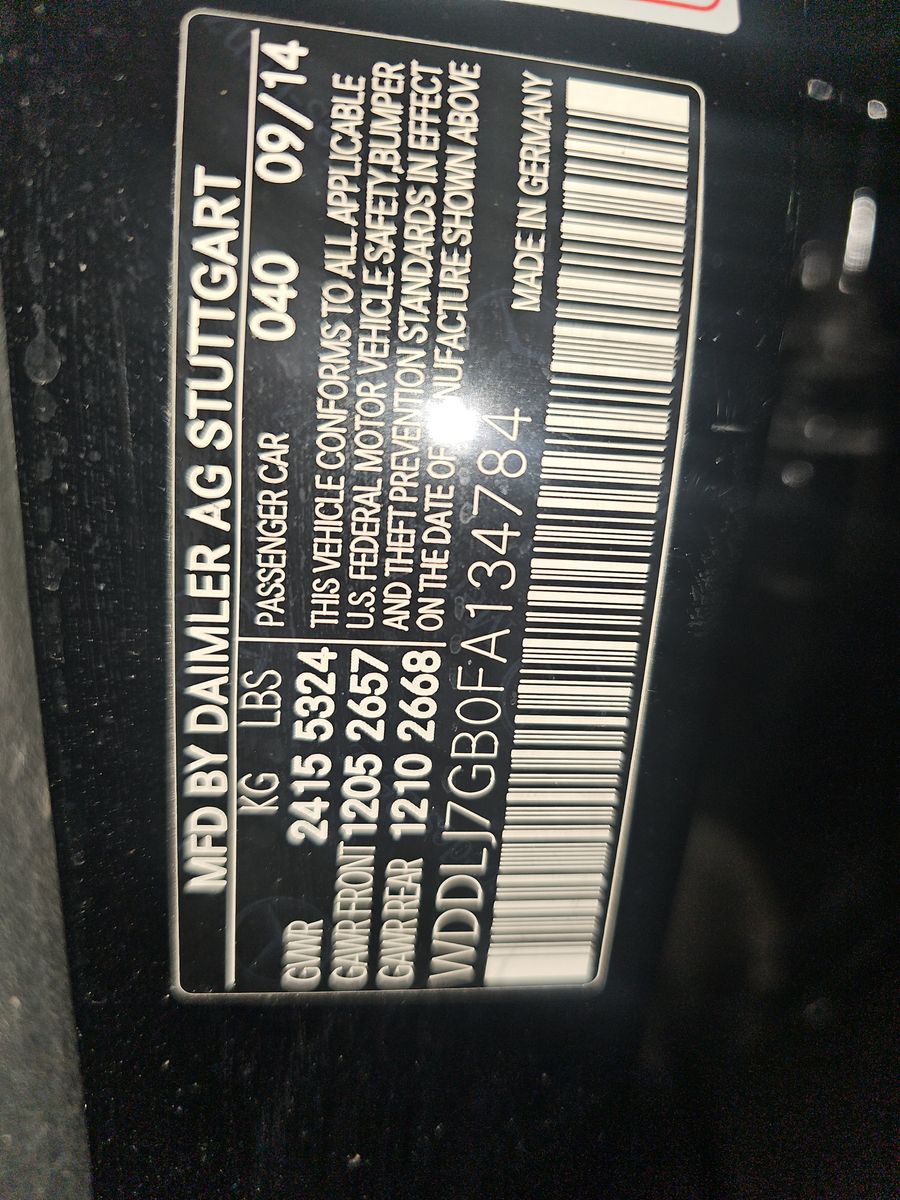 MFD BY DAIMLER AG STUTTGART
KG LBS PASSENGER CAR 040 09/14
GWR 2415 5324 THIS VEHICLE CONFORMS TO ALL APPLICABLE
GAWR FRONT 1205 2657 U.S. FEDERAL MOTOR VEHICLE SAFETY,BUMPER
GAWR REAR 1210 2668 AND THEFT PREVENTION STANDARDS IN EFFECT
ON THE DATE OF NUFACTURE SHOWN ABOVE
WDDLJ7GB0FA134784
MADE IN GERMANY